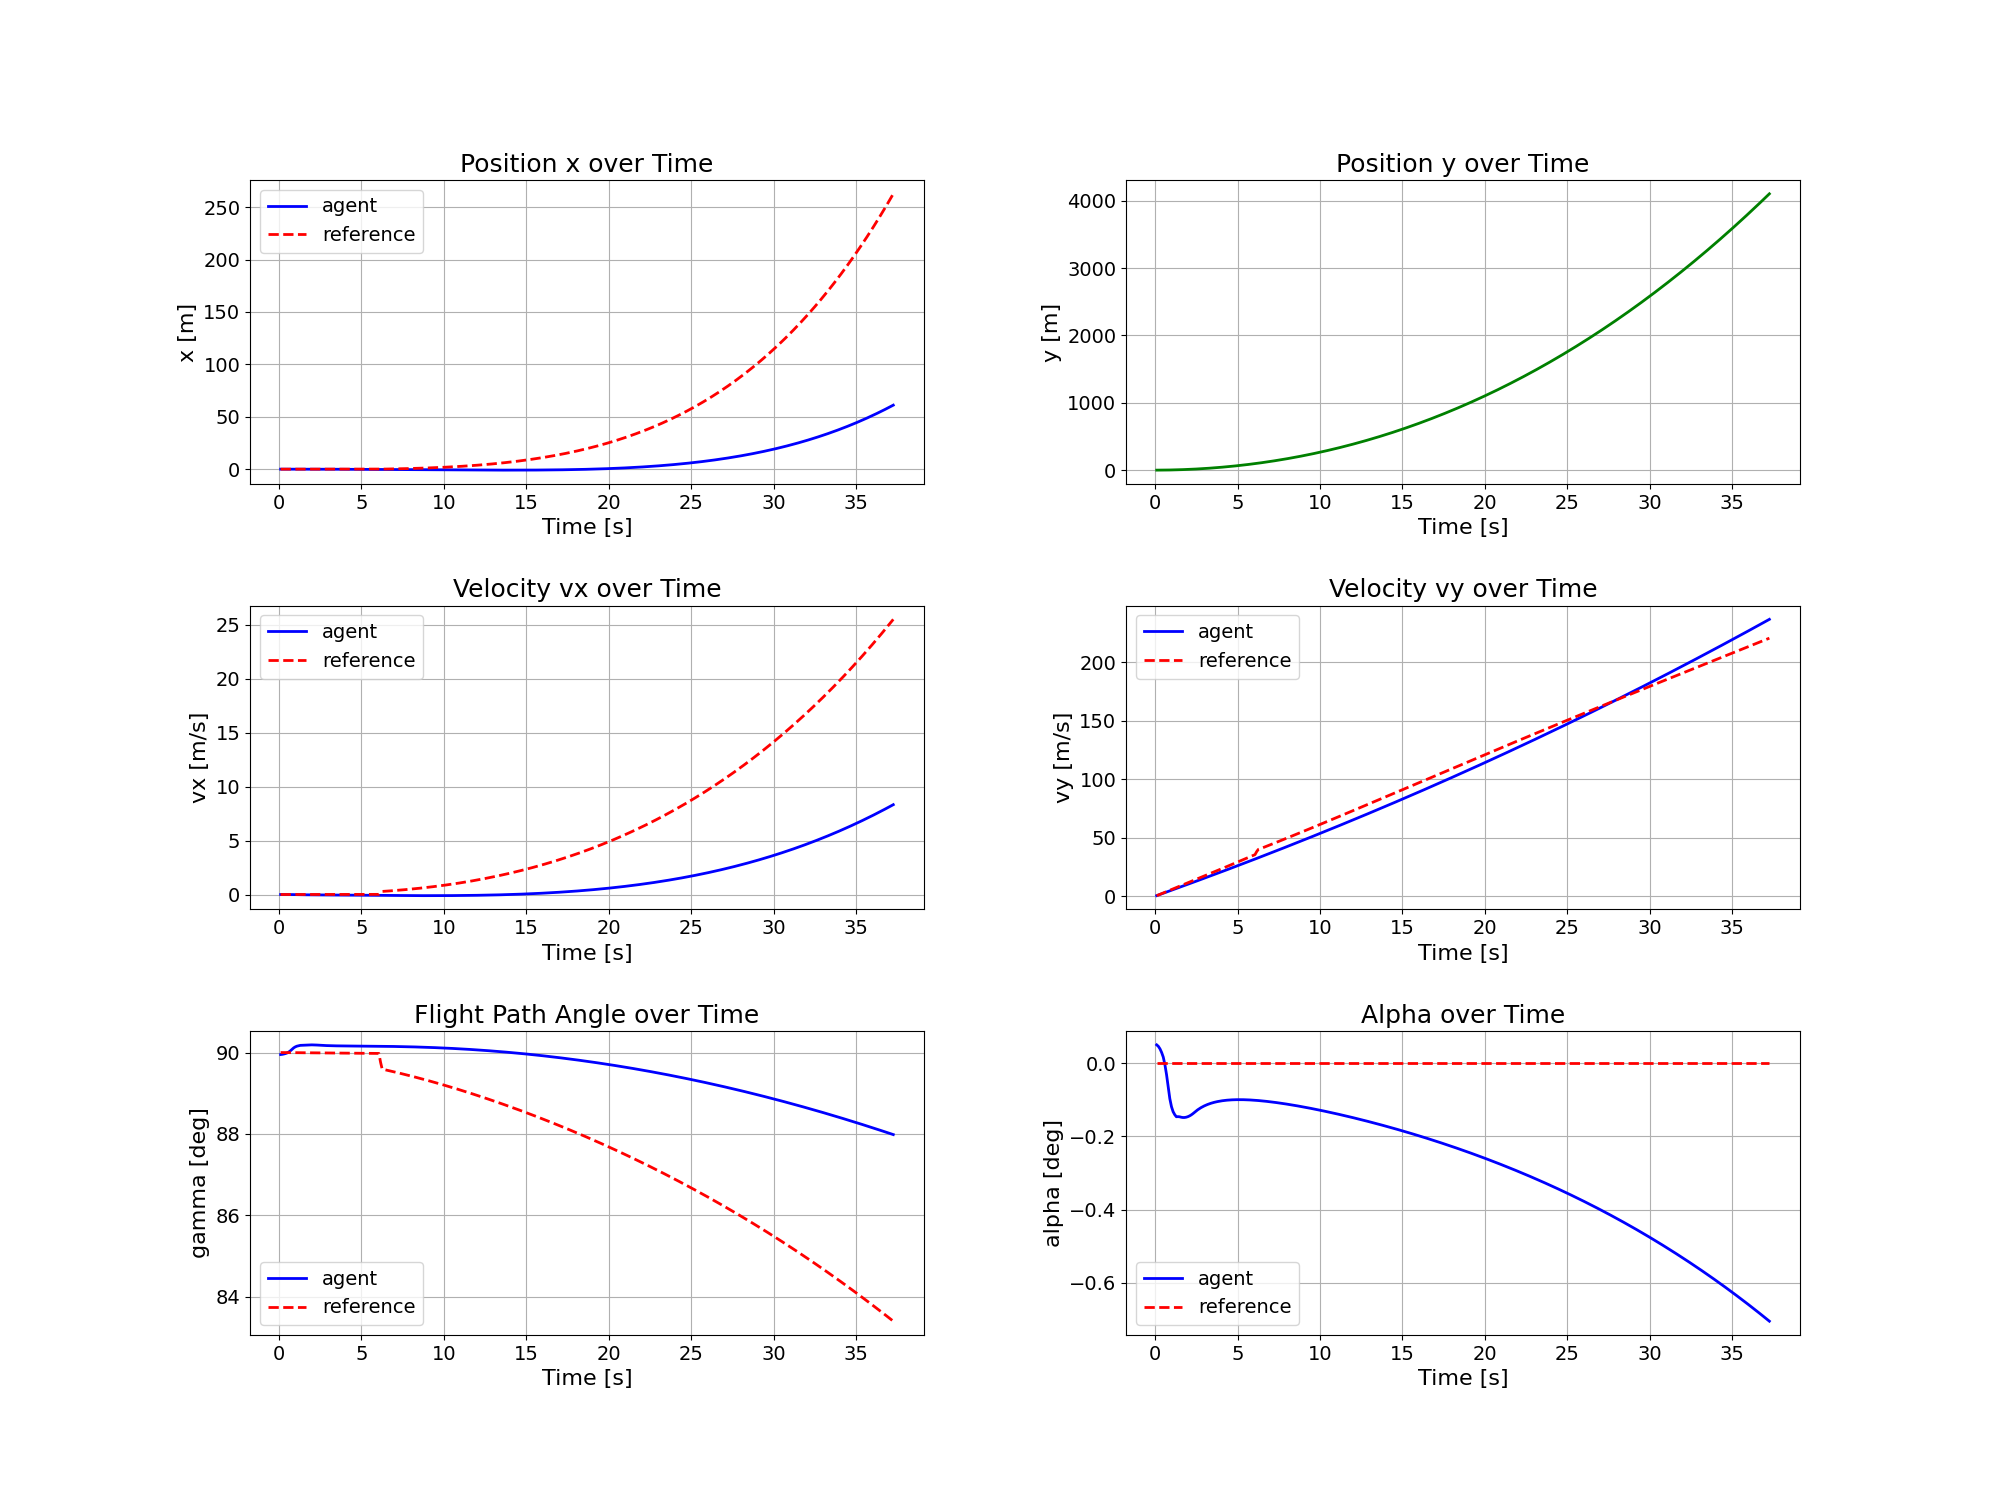 Position x over Time
x [m]
250
200
150
100
50
0
agent
reference
0 5 10 15 20 25 30 35
Time [s]
Position y over Time
y [m]
4000
3000
2000
1000
0
0 5 10 15 20 25 30 35
Time [s]
Velocity vx over Time
vx [m/s]
25
20
15
10
5
0
agent
reference
0 5 10 15 20 25 30 35
Time [s]
Velocity vy over Time
vy [m/s]
200
150
100
50
0
agent
reference
0 5 10 15 20 25 30 35
Time [s]
Flight Path Angle over Time
gamma [deg]
90
88
86
84
agent
reference
0 5 10 15 20 25 30 35
Time [s]
Alpha over Time
alpha [deg]
0.0
−0.2
−0.4
−0.6
agent
reference
0 5 10 15 20 25 30 35
Time [s]